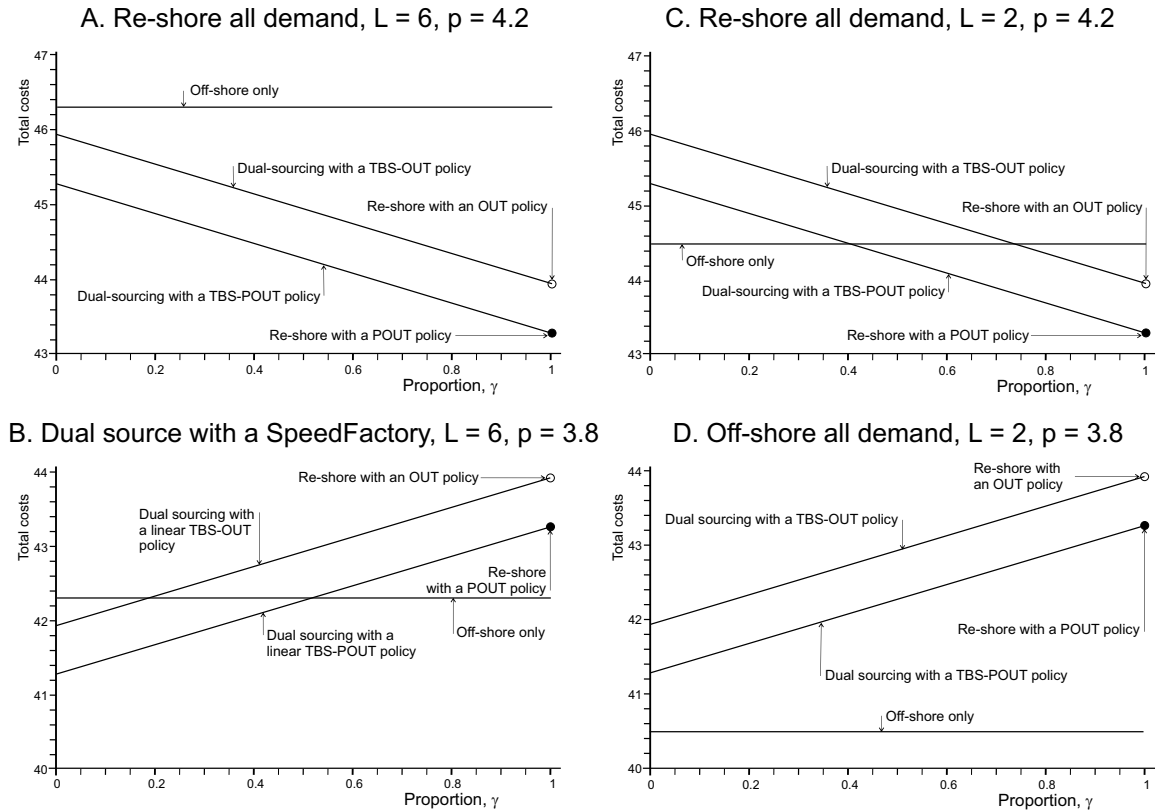 A. Re-shore all demand, L = 6, p = 4.2
Total costs
47
46
45
44
43
Off-shore only
Dual-sourcing with a TBS-OUT policy
Re-shore with an OUT policy
Dual-sourcing with a TBS-POUT policy
Re-shore with a POUT policy
0
0.2
0.4
0.6
0.8
1
Proportion, γ
C. Re-shore all demand, L = 2, p = 4.2
Total costs
47
46
45
44
43
Dual-sourcing with a TBS-OUT policy
Re-shore with an OUT policy
Off-shore only
Dual-sourcing with a TBS-POUT policy
Re-shore with a POUT policy
0
0.2
0.4
0.6
0.8
1
Proportion, γ
B. Dual source with a SpeedFactory, L = 6, p = 3.8
Total costs
44
43
42
41
40
Re-shore with an OUT policy
Dual sourcing with
a linear TBS-OUT
policy
Re-shore
with a POUT policy
Off-shore only
Dual sourcing with a
linear TBS-POUT policy
0
0.2
0.4
0.6
0.8
1
Proportion, γ
D. Off-shore all demand, L = 2, p = 3.8
Total costs
44
43
42
41
40
Re-shore with
an OUT policy
Dual sourcing with a TBS-OUT policy
Re-shore with a POUT policy
Dual sourcing with a TBS-POUT policy
Off-shore only
0
0.2
0.4
0.6
0.8
1
Proportion, γ